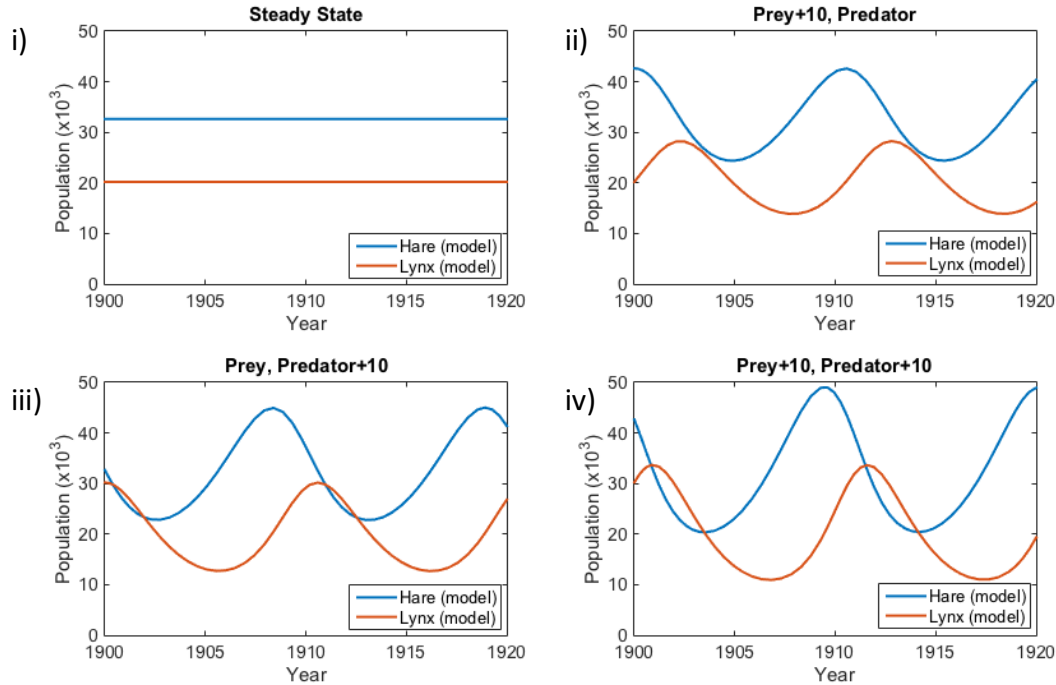 i)
Steady State
Population (x10³)
50
40
30
20
10
0
Hare (model)
Lynx (model)
1900 1905 1910 1915 1920
Year
ii)
Prey+10, Predator
Population (x10³)
50
40
30
20
10
0
Hare (model)
Lynx (model)
1900 1905 1910 1915 1920
Year
iii)
Prey, Predator+10
Population (x10³)
50
40
30
20
10
0
Hare (model)
Lynx (model)
1900 1905 1910 1915 1920
Year
iv)
Prey+10, Predator+10
Population (x10³)
50
40
30
20
10
0
Hare (model)
Lynx (model)
1900 1905 1910 1915 1920
Year